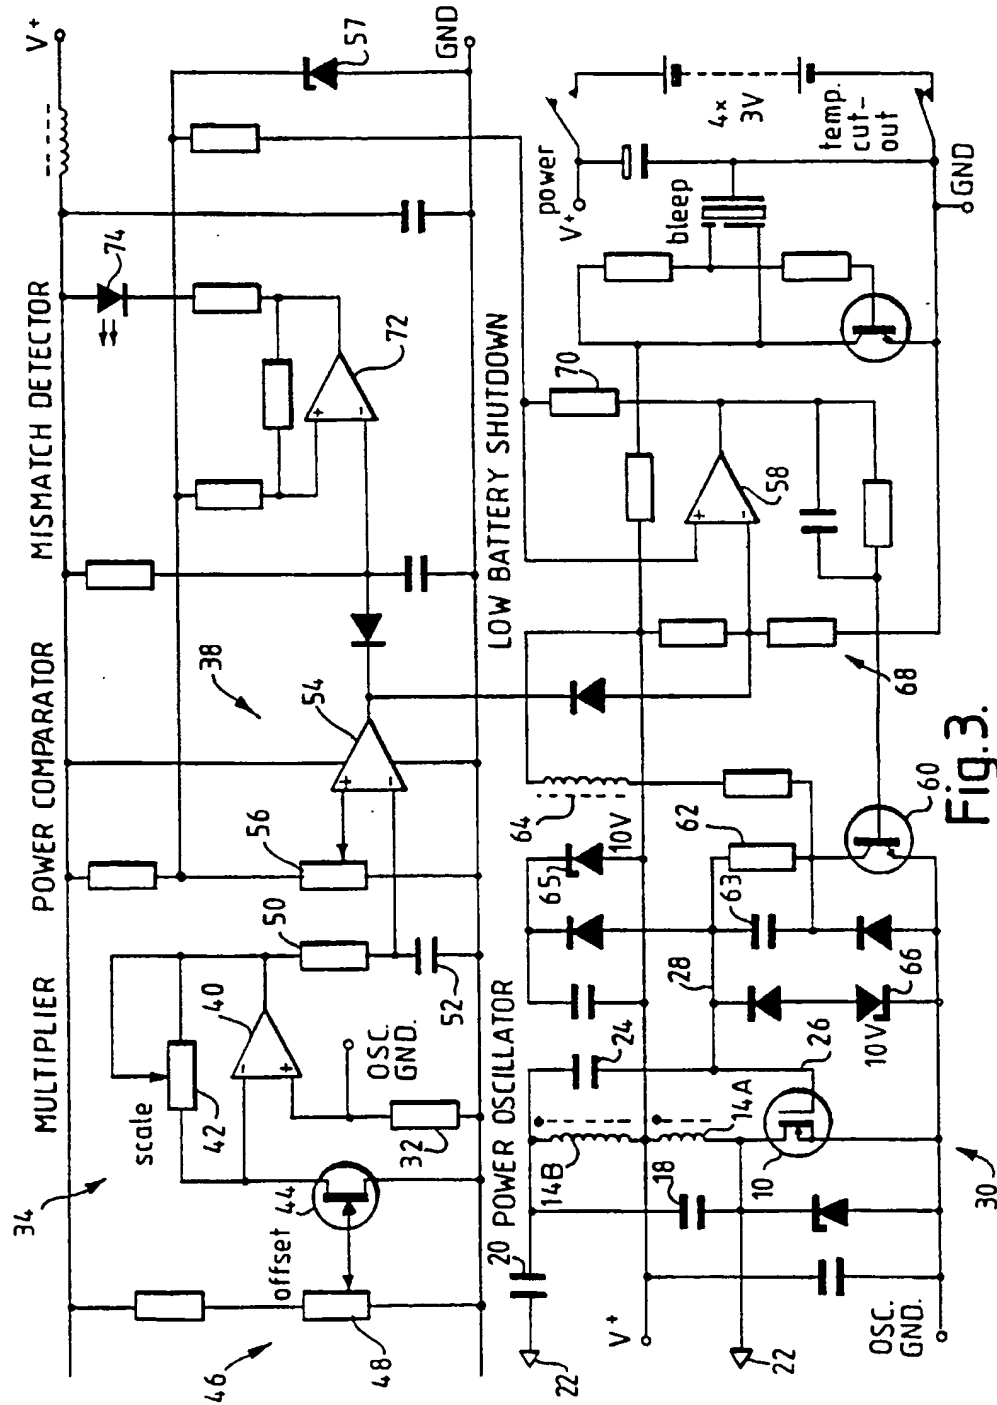 MULTIPLIER
POWER COMPARATOR
MISMATCH DETECTOR
V+
34
scale
42
40
50
56
38
54
74
72
57
GND
offset
44
46
48
32
OSC.
GND.
52
+
-
+
-
+
-
20
POWER OSCILLATOR
LOW BATTERY SHUTDOWN
22
14B
14A
18
24
28
65
10V
64
63
62
10
26
10V
66
60
68
58
+
-
70
V+
22
OSC.
GND.
30
bleep
V+
power
4x
3V
temp.
cut-
out
GND
Fig.3.